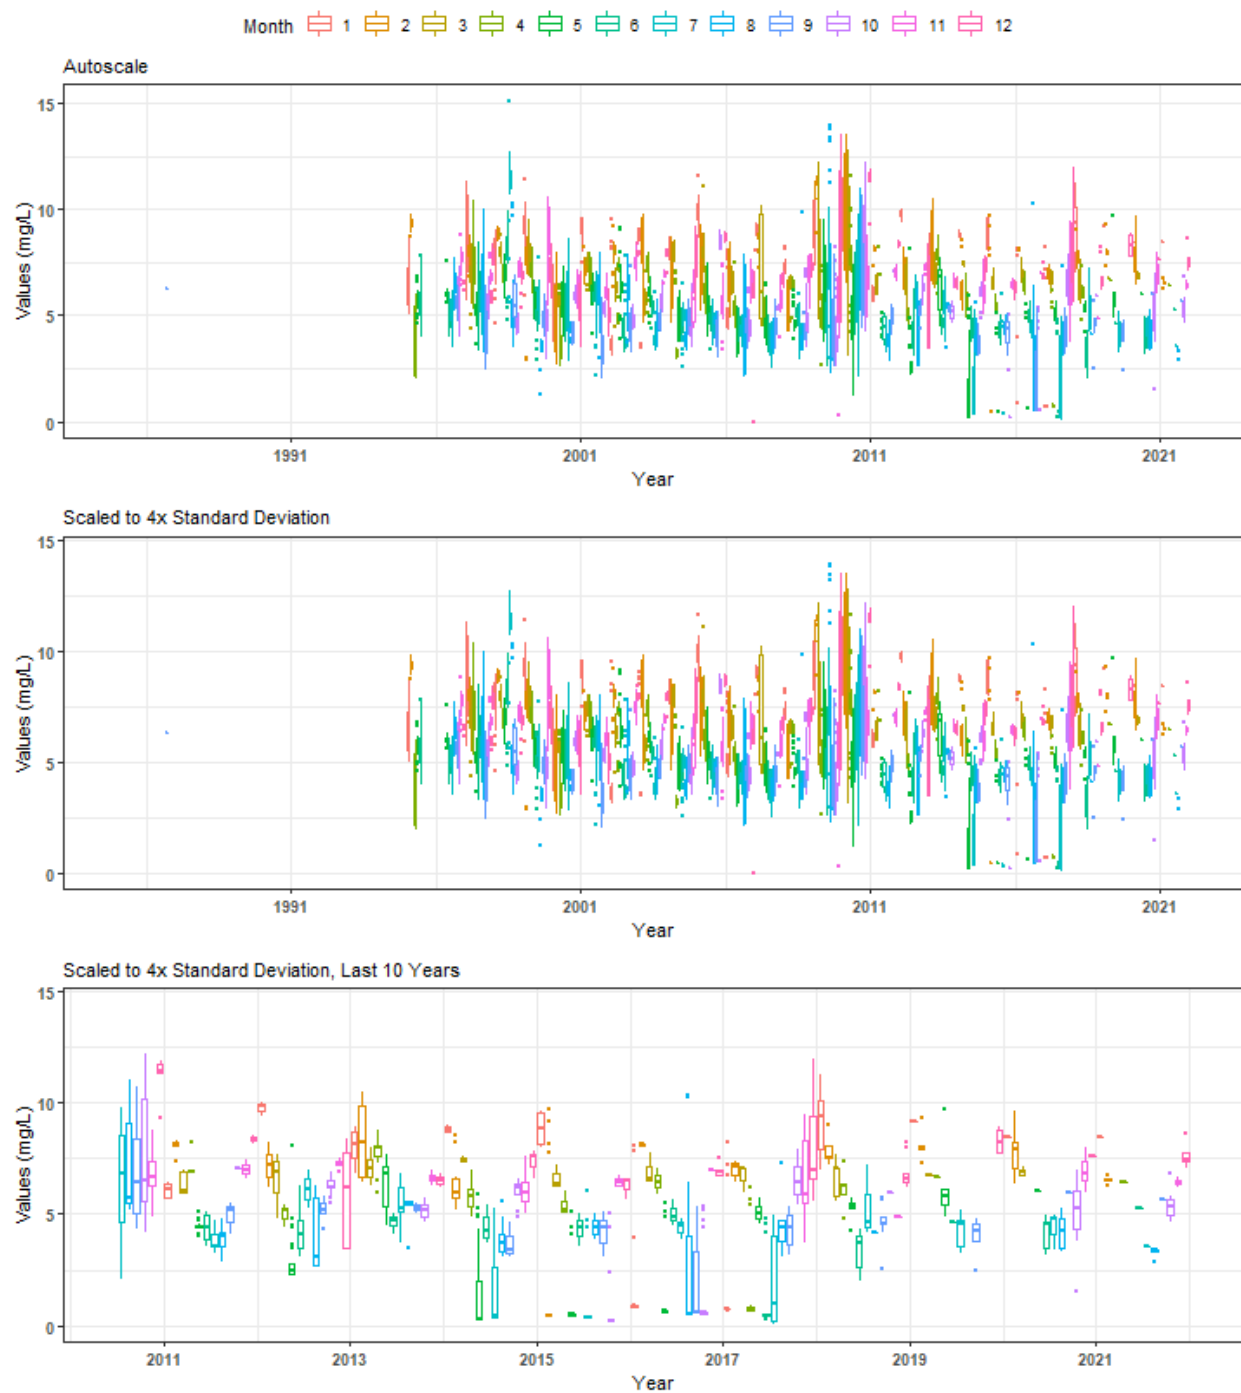 Month 1 2 3 4 5 6 7 8 9 10 11 12
Autoscale
15
10
5
0
Values (mg/L)
1991 2001 2011 2021
Year
Scaled to 4x Standard Deviation
15
10
5
0
Values (mg/L)
1991 2001 2011 2021
Year
Scaled to 4x Standard Deviation, Last 10 Years
15
10
5
0
Values (mg/L)
2011 2013 2015 2017 2019 2021
Year